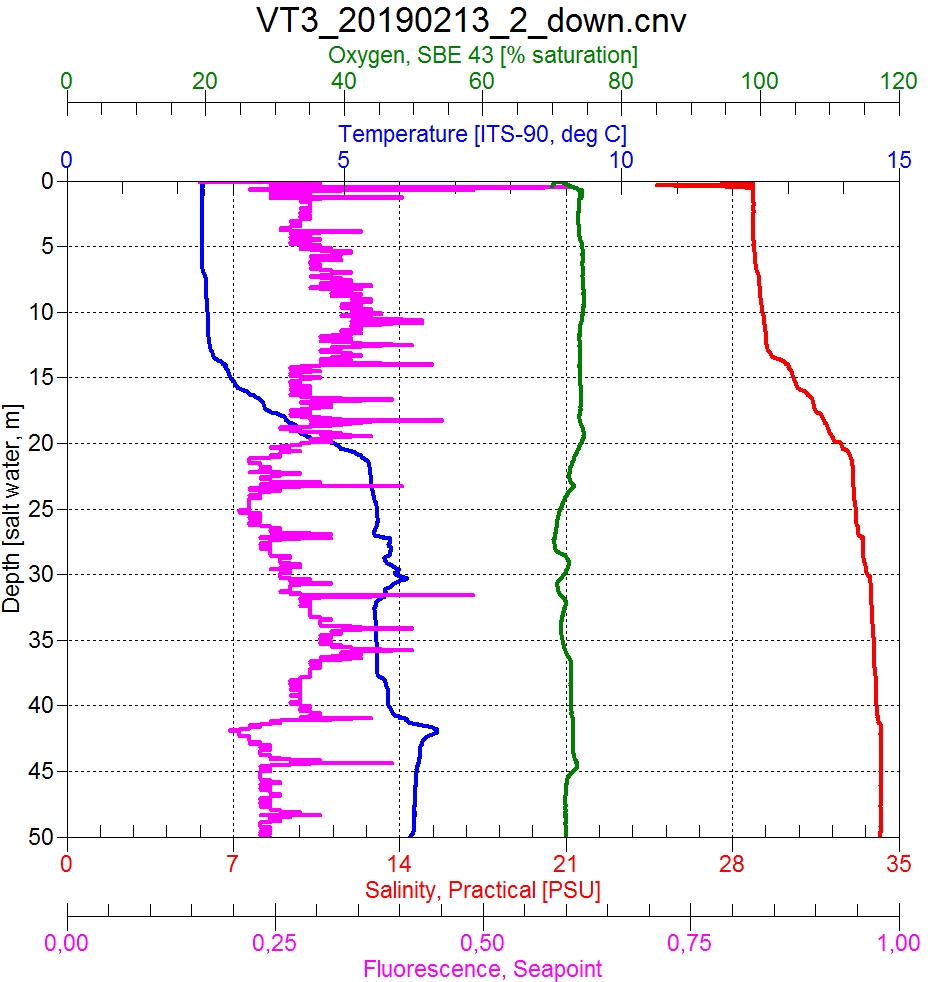 VT3_20190213_2_down.cnv
Oxygen, SBE 43 [% saturation]
0 20 40 60 80 100 120
Temperature [ITS-90, deg C]
0 5 10 15
0
5
10
15
20
25
30
35
40
45
50
Depth [salt water, m]
0 7 14 21 28 35
Salinity, Practical [PSU]
0,00 0,25 0,50 0,75 1,00
Fluorescence, Seapoint